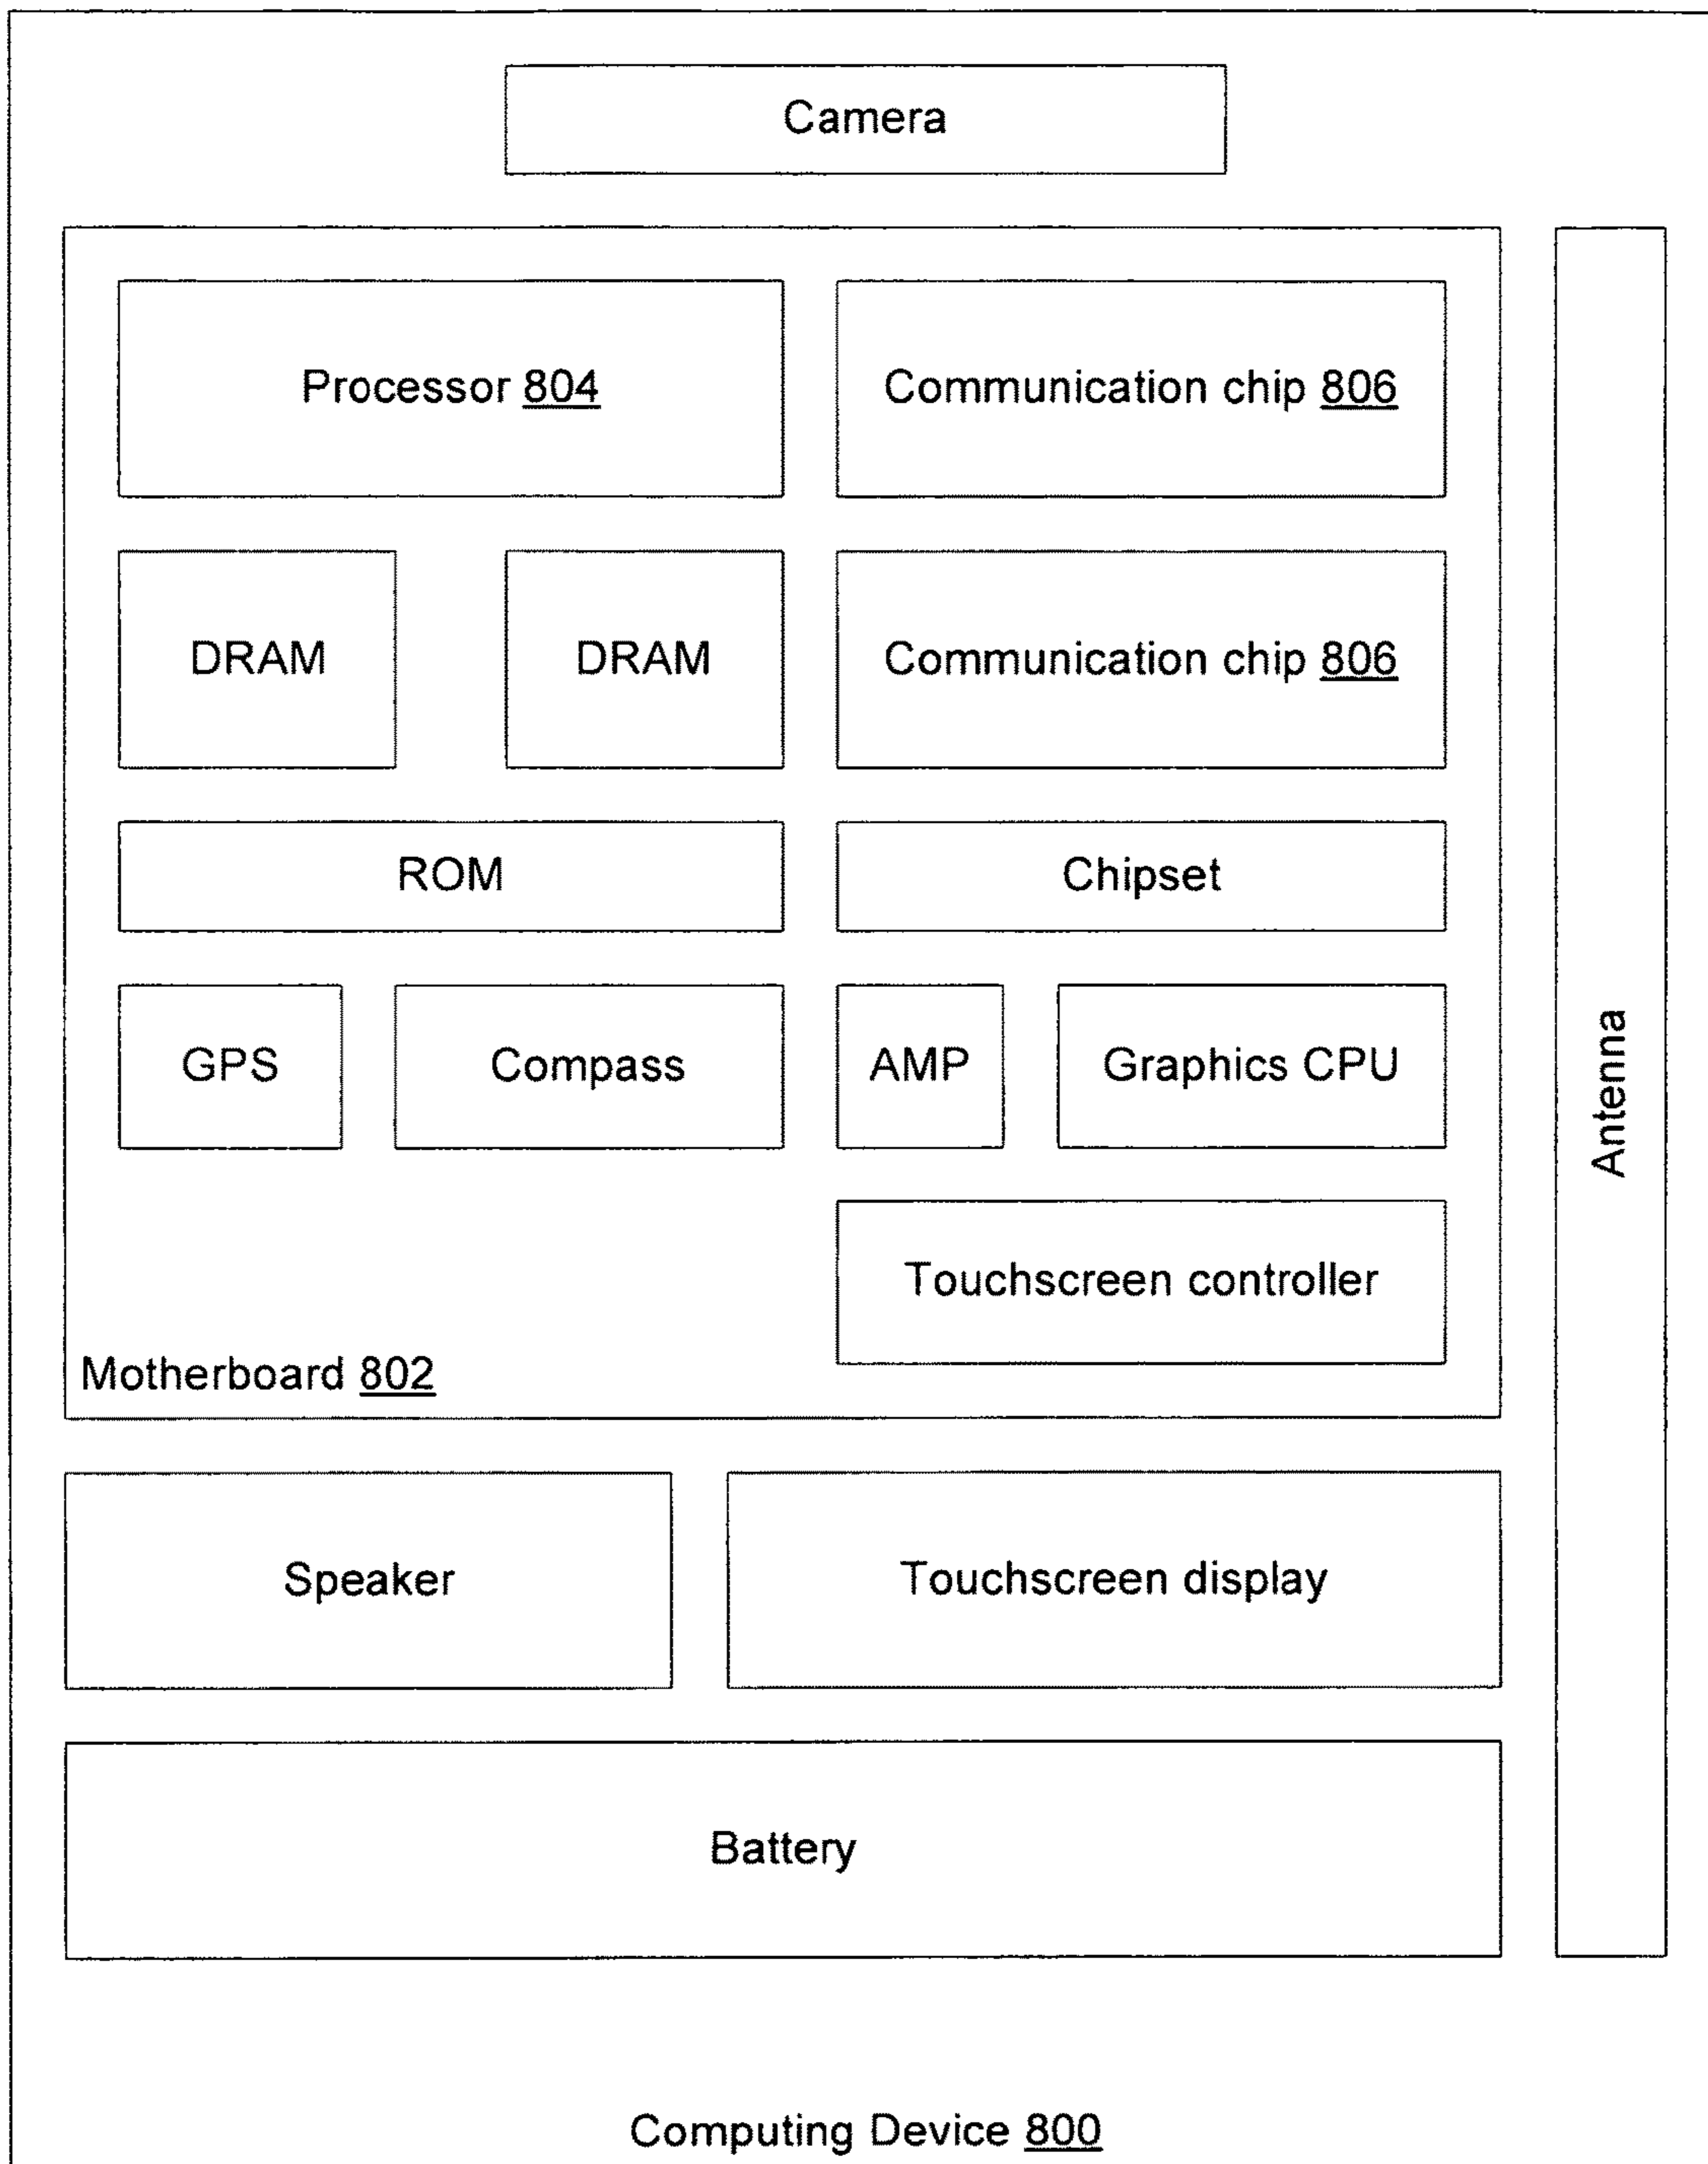 Camera
Processor 804
Communication chip 806
DRAM
DRAM
Communication chip 806
ROM
Chipset
GPS
Compass
AMP
Graphics CPU
Touchscreen controller
Motherboard 802
Antenna
Speaker
Touchscreen display
Battery
Computing Device 800